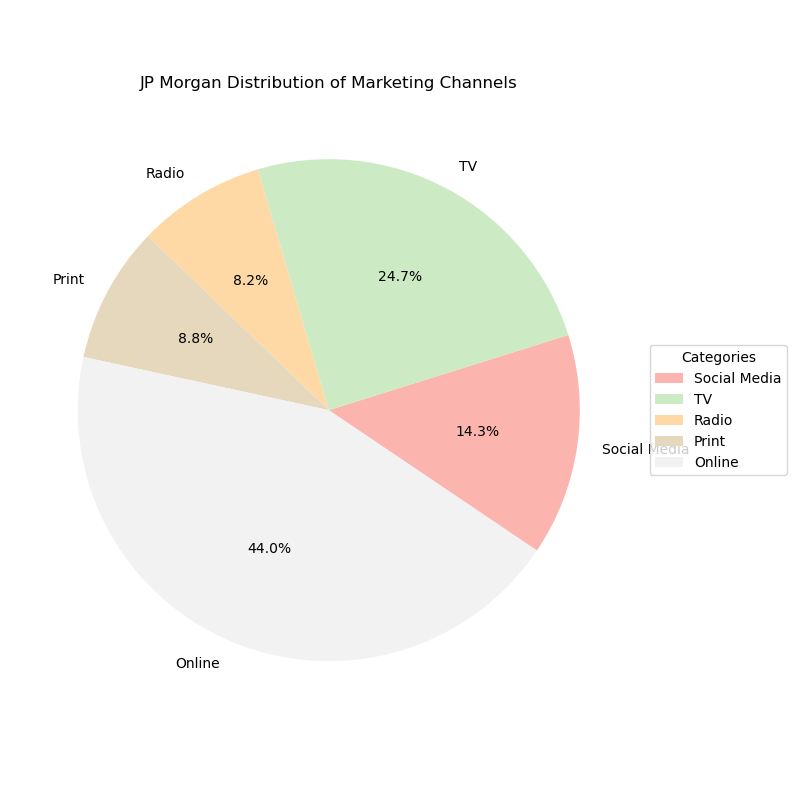 JP Morgan Distribution of Marketing Channels
TV
Radio
Print
24.7%
8.2%
8.8%
14.3%
Social Media
44.0%
Online
Categories
Social Media
TV
Radio
Print
Online